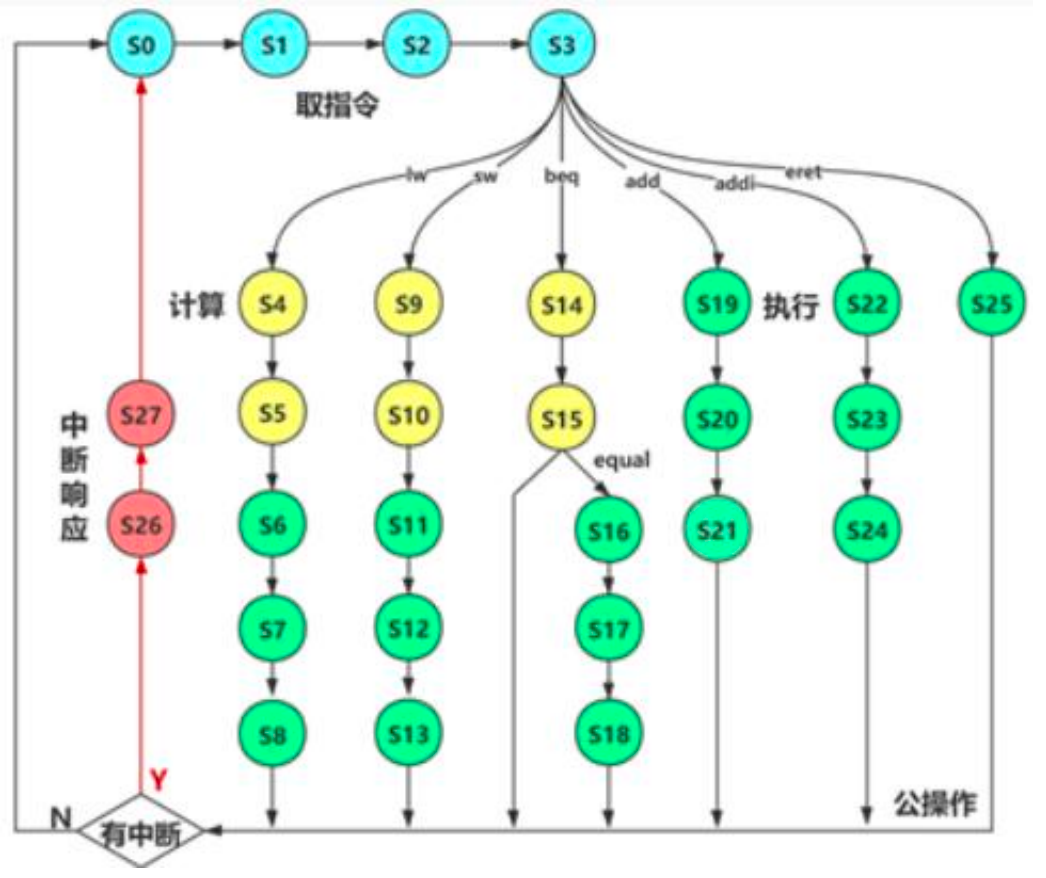 S0 S1 S2 S3
取指令
lw sw beq add addi eret
计算 S4 S9 S14 S19 执行 S22 S25
S27 S5 S10 S15 S20 S23
中断响应
equal
S26 S6 S11 S16 S21 S24
S7 S12 S17
S8 S13 S18
Y
公操作
N 有中断